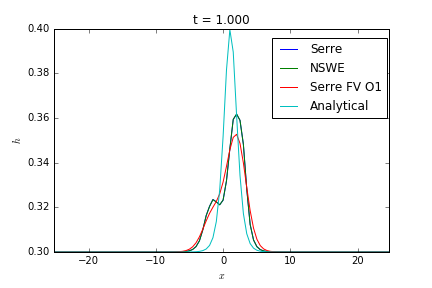 t = 1.000
0.40
0.38
0.36
0.34
0.32
0.30
h
−20
−10
0
10
20
x
Serre
NSWE
Serre FV O1
Analytical